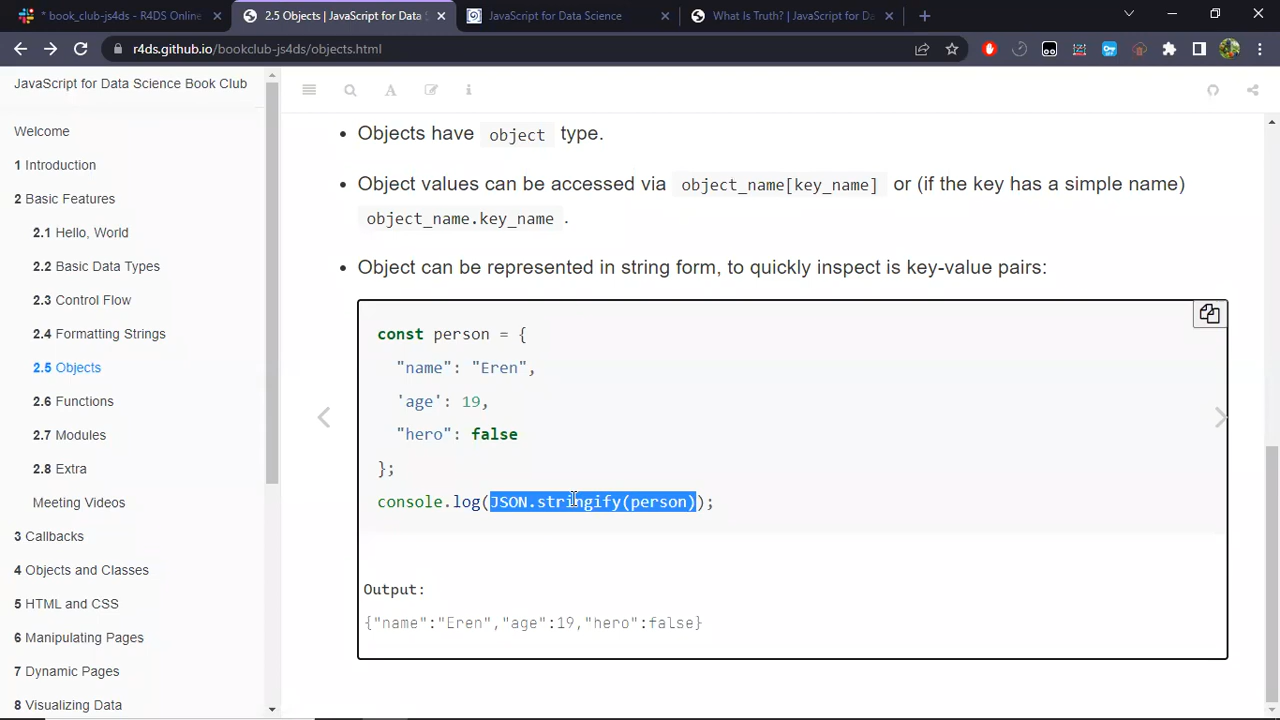 * book_club-js4ds - R4DS Online
2.5 Objects | JavaScript for Data
JavaScript for Data Science
What Is Truth? | JavaScript for Da
r4ds.github.io/bookclub-js4ds/objects.html
JavaScript for Data Science Book Club
Welcome
1 Introduction
2 Basic Features
2.1 Hello, World
2.2 Basic Data Types
2.3 Control Flow
2.4 Formatting Strings
2.5 Objects
2.6 Functions
2.7 Modules
2.8 Extra
Meeting Videos
3 Callbacks
4 Objects and Classes
5 HTML and CSS
6 Manipulating Pages
7 Dynamic Pages
8 Visualizing Data
• Objects have object type.
• Object values can be accessed via object_name[key_name] or (if the key has a simple name)
object_name.key_name .
• Object can be represented in string form, to quickly inspect is key-value pairs:
const person = {
"name": "Eren",
'age': 19,
"hero": false
};
console.log(JSON.stringify(person));
Output:
{"name":"Eren","age":19,"hero":false}